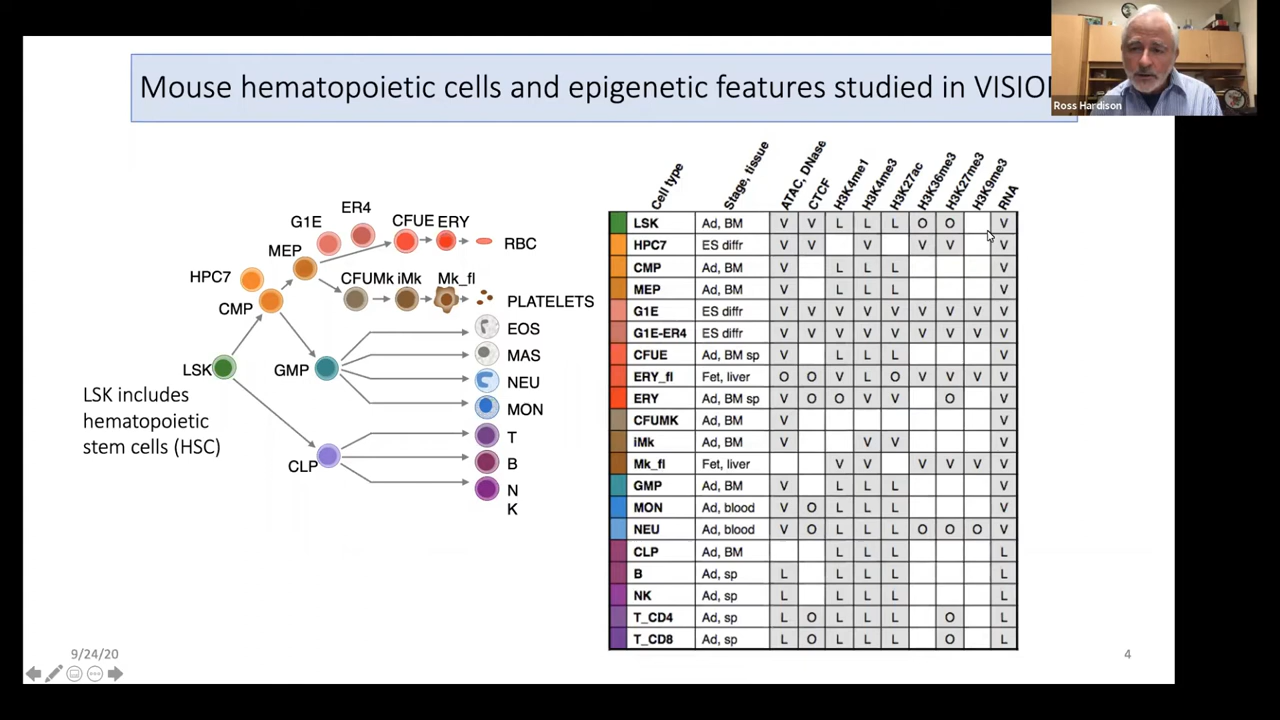 Mouse hematopoietic cells and epigenetic features studied in VISION
Ross Hardison
G1E
ER4
CFUE
ERY
RBC
MEP
HPC7
CFUMk
iMk
Mk_fl
PLATELETS
CMP
EOS
MAS
LSK
GMP
NEU
MON
LSK includes
hematopoietic
stem cells (HSC)
T
CLP
B
N
K
Cell type Stage, tissue ATAC, DNase CTCF H3K4me1 H3K4me3 H3K27ac H3K36me3 H3K27me3 H3K9me3 RNA
LSK Ad, BM V V L L L O O V
HPC7 ES diffr V V V V V V
CMP Ad, BM V L L L V
MEP Ad, BM V L L L V
G1E ES diffr V V V V V V V V V
G1E-ER4 ES diffr V V V V V V V V V
CFUE Ad, BM sp V L L L V
ERY_fl Fet, liver O O V L O V V V V
ERY Ad, BM sp V O O V V O V
CFUMK Ad, BM V V
iMk Ad, BM V V V V
Mk_fl Fet, liver V V V V V V
GMP Ad, BM V L L L V
MON Ad, blood V O L L L V
NEU Ad, blood V O L L L O O O V
CLP Ad, BM L L L L
B Ad, sp L L L L L
NK Ad, sp L L L L L
T_CD4 Ad, sp L O L L L O L
T_CD8 Ad, sp L O L L L O L
9/24/20
4